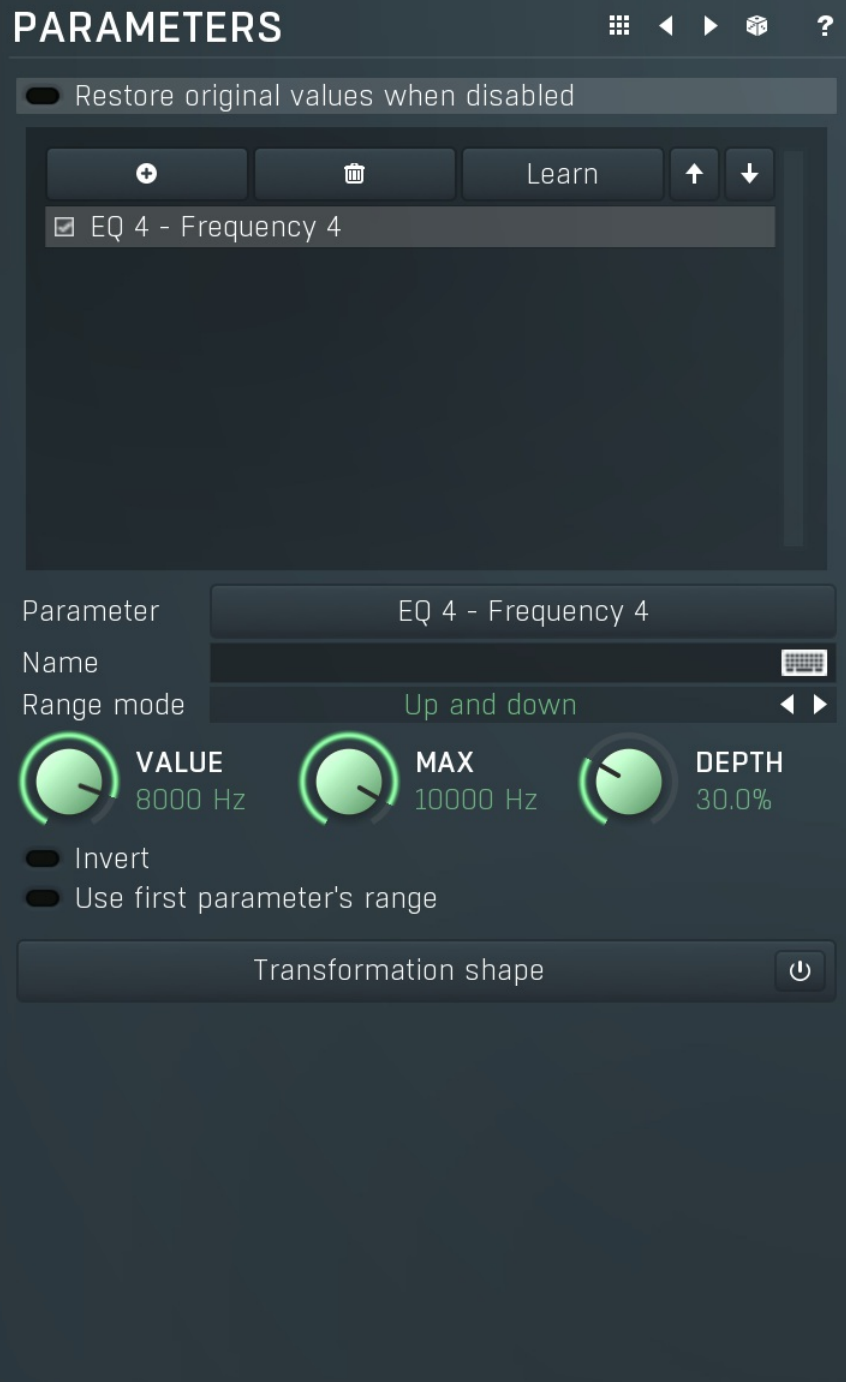 PARAMETERS ?
Restore original values when disabled
Learn
EQ 4 - Frequency 4
Parameter EQ 4 - Frequency 4
Name
Range mode Up and down
VALUE MAX DEPTH
8000 Hz 10000 Hz 30.0%
Invert
Use first parameter's range
Transformation shape